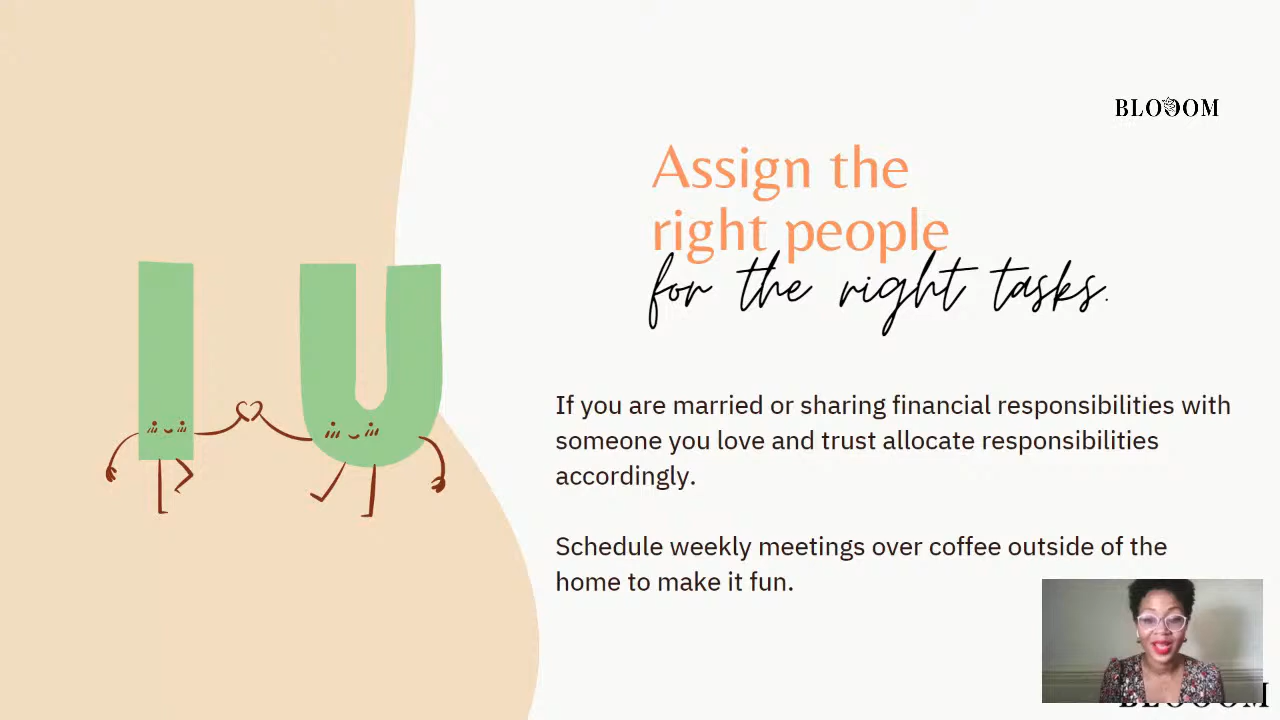 BLOOOM
Assign the
right people
for the right tasks.
I U
If you are married or sharing financial responsibilities with
someone you love and trust allocate responsibilities
accordingly.
Schedule weekly meetings over coffee outside of the
home to make it fun.
BLOOOM